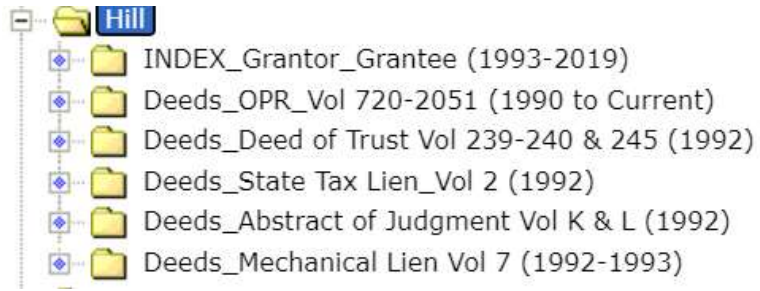 Hill
INDEX_Grantor_Grantee (1993-2019)
Deeds_OPR_Vol 720-2051 (1990 to Current)
Deeds_Deed of Trust Vol 239-240 & 245 (1992)
Deeds_State Tax Lien_Vol 2 (1992)
Deeds_Abstract of Judgment Vol K & L (1992)
Deeds_Mechanical Lien Vol 7 (1992-1993)